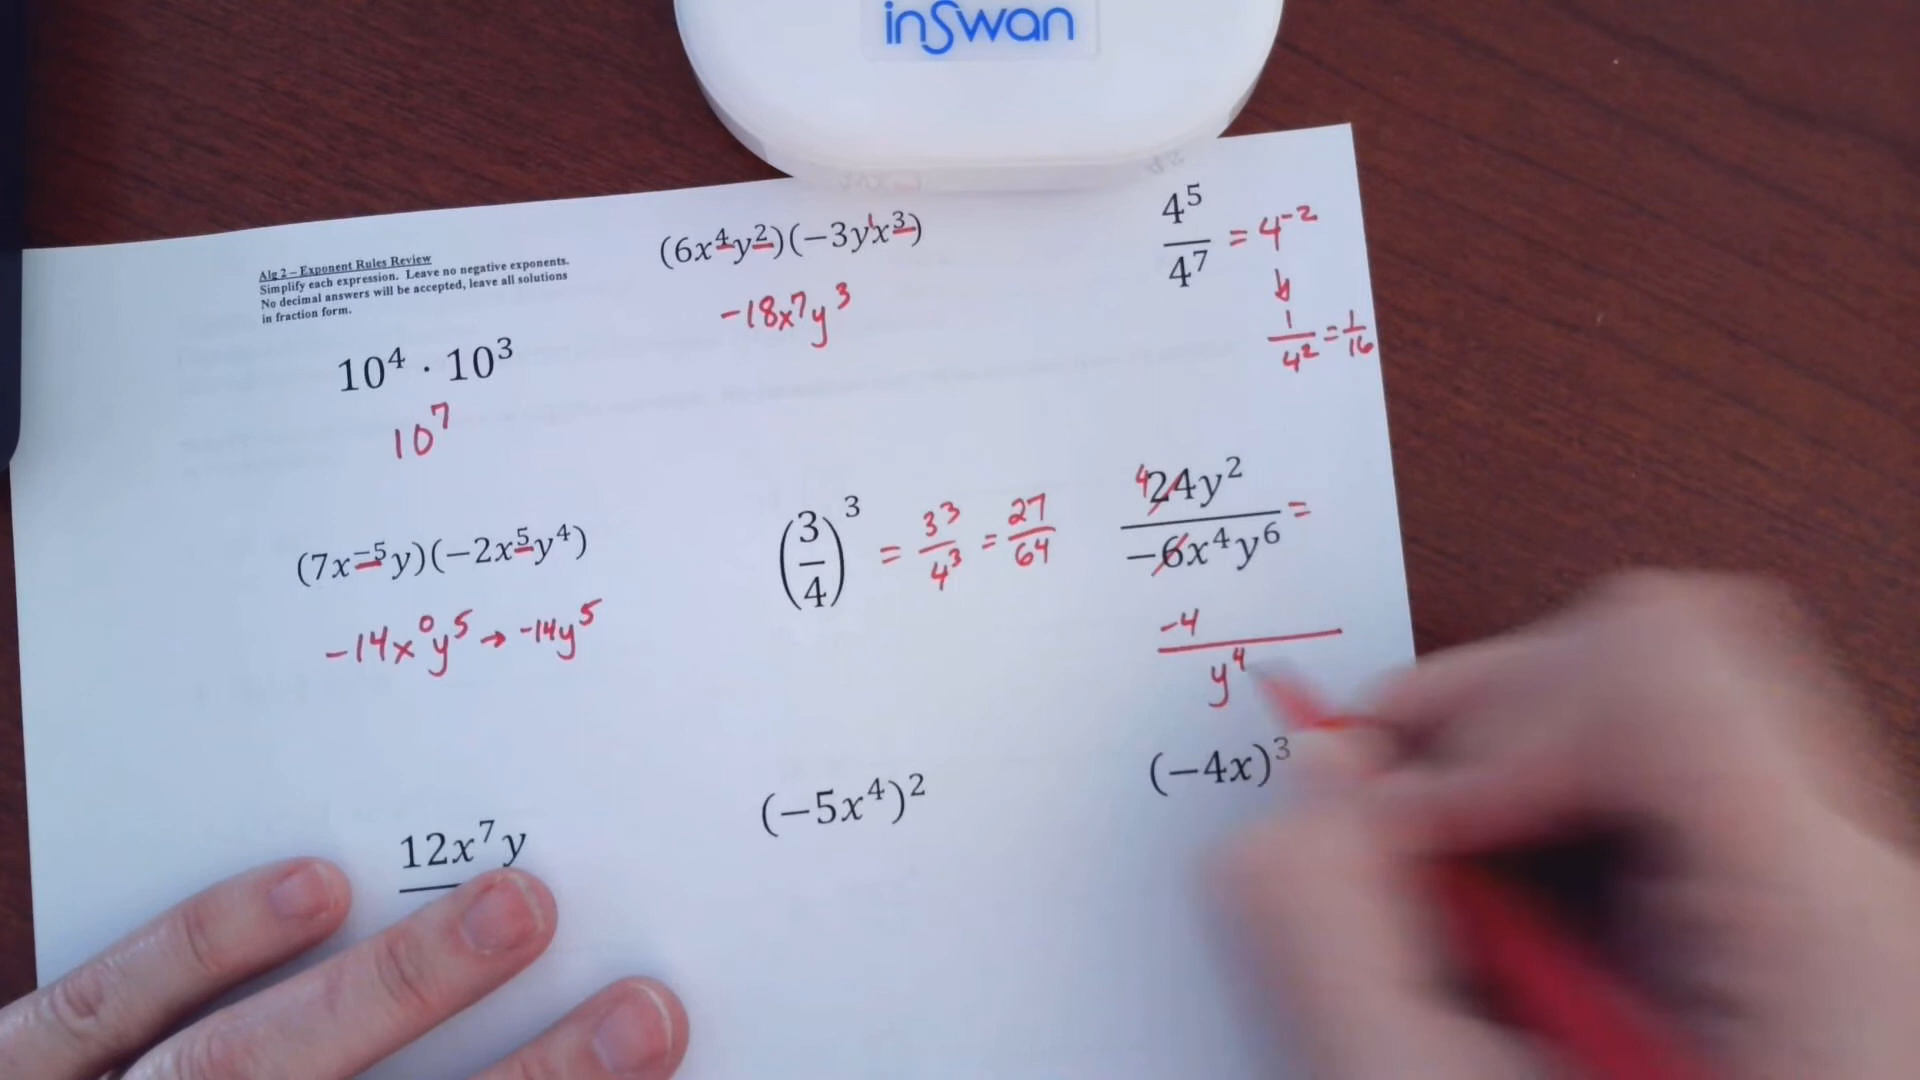 inSwan
Alg 2 – Exponent Rules Review
Simplify each expression. Leave no negative exponents.
No decimal answers will be accepted, leave all solutions
in fraction form.
10⁴ · 10³
10⁷
(6x⁴y²)(−3y¹x³)
-18x⁷y³
4⁵/4⁷ = 4⁻²
↓
1/4² = 1/16
(7x⁻⁵y)(−2x⁵y⁴)
-14x⁰y⁵ → -14y⁵
(3/4)³ = 3³/4³ = 27/64
4 24y²/−6x⁴y⁶ =
-4/y⁴
12x⁷y
(−5x⁴)²
(−4x)³